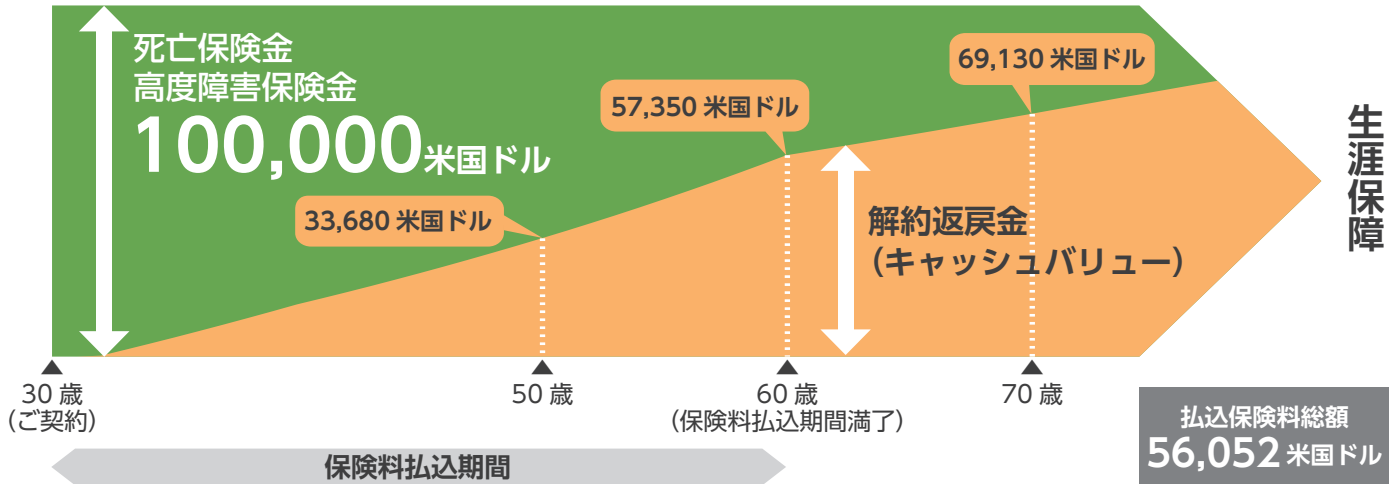 死亡保険金
高度障害保険金
100,000米国ドル
33,680 米国ドル
57,350 米国ドル
69,130 米国ドル
解約返戻金
(キャッシュバリュー)
生涯保障
30 歳
(ご契約)
50 歳
60 歳
(保険料払込期間満了)
70 歳
保険料払込期間
払込保険料総額
56,052 米国ドル